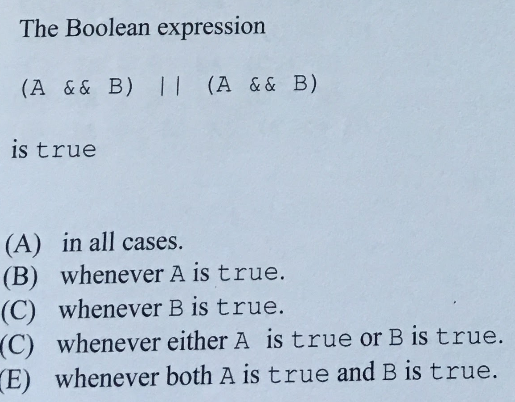 The Boolean expression
(A && B) || (A && B)
is true
(A) in all cases.
(B) whenever A is true.
(C) whenever B is true.
(C) whenever either A is true or B is true.
(E) whenever both A is true and B is true.